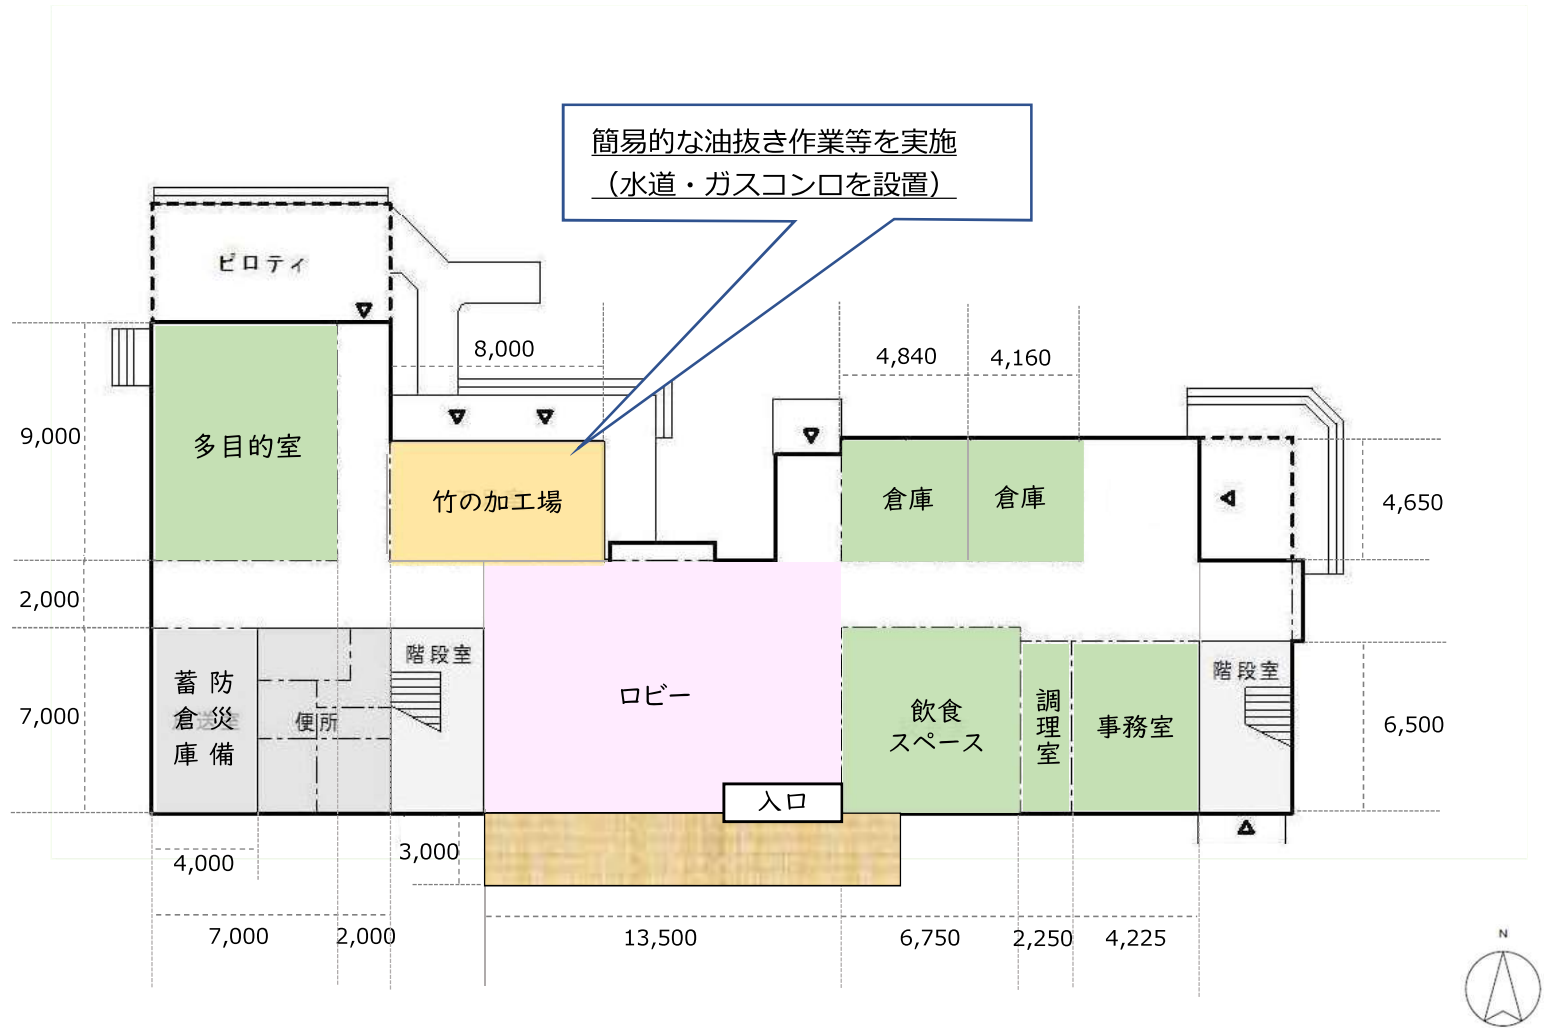 簡易的な油抜き作業等を実施
（水道・ガスコンロを設置）
ピロティ
8,000
4,840
4,160
9,000
多目的室
竹の加工場
倉庫
倉庫
4,650
2,000
階段室
階段室
防災備
蓄倉庫
便所
ロビー
飲食
スペース
調理室
事務室
7,000
6,500
入口
3,000
4,000
7,000
2,000
13,500
6,750
2,250
4,225
N